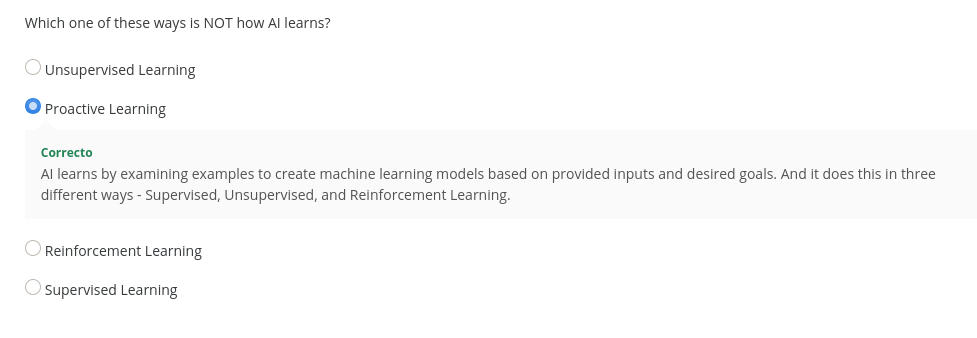 Which one of these ways is NOT how AI learns?
Unsupervised Learning
Proactive Learning
Correcto
AI learns by examining examples to create machine learning models based on provided inputs and desired goals. And it does this in three
different ways - Supervised, Unsupervised, and Reinforcement Learning.
Reinforcement Learning
Supervised Learning